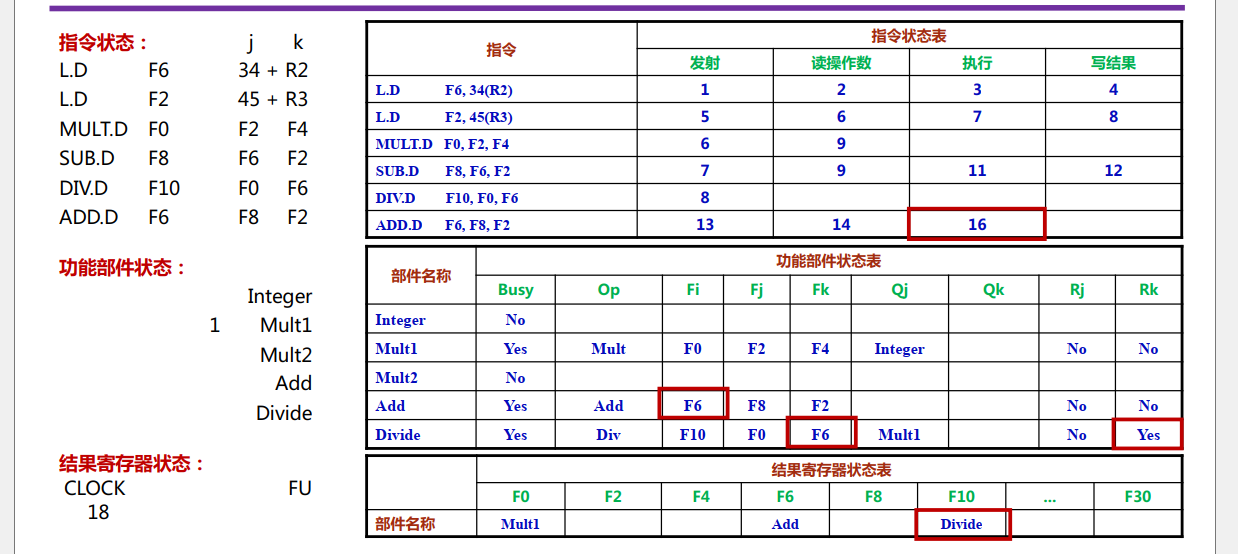 指令状态： j k
L.D F6 34 + R2
L.D F2 45 + R3
MULT.D F0 F2 F4
SUB.D F8 F6 F2
DIV.D F10 F0 F6
ADD.D F6 F8 F2
功能部件状态：
Integer
1 Mult1
Mult2
Add
Divide
结果寄存器状态：
CLOCK FU
18
指令 指令状态表
发射 读操作数 执行 写结果
L.D F6, 34(R2) 1 2 3 4
L.D F2, 45(R3) 5 6 7 8
MULT.D F0, F2, F4 6 9
SUB.D F8, F6, F2 7 9 11 12
DIV.D F10, F0, F6 8
ADD.D F6, F8, F2 13 14 16
部件名称 功能部件状态表
Busy Op Fi Fj Fk Qj Qk Rj Rk
Integer No
Mult1 Yes Mult F0 F2 F4 Integer No No
Mult2 No
Add Yes Add F6 F8 F2 No No
Divide Yes Div F10 F0 F6 Mult1 No Yes
结果寄存器状态表
F0 F2 F4 F6 F8 F10 ... F30
部件名称 Mult1 Add Divide